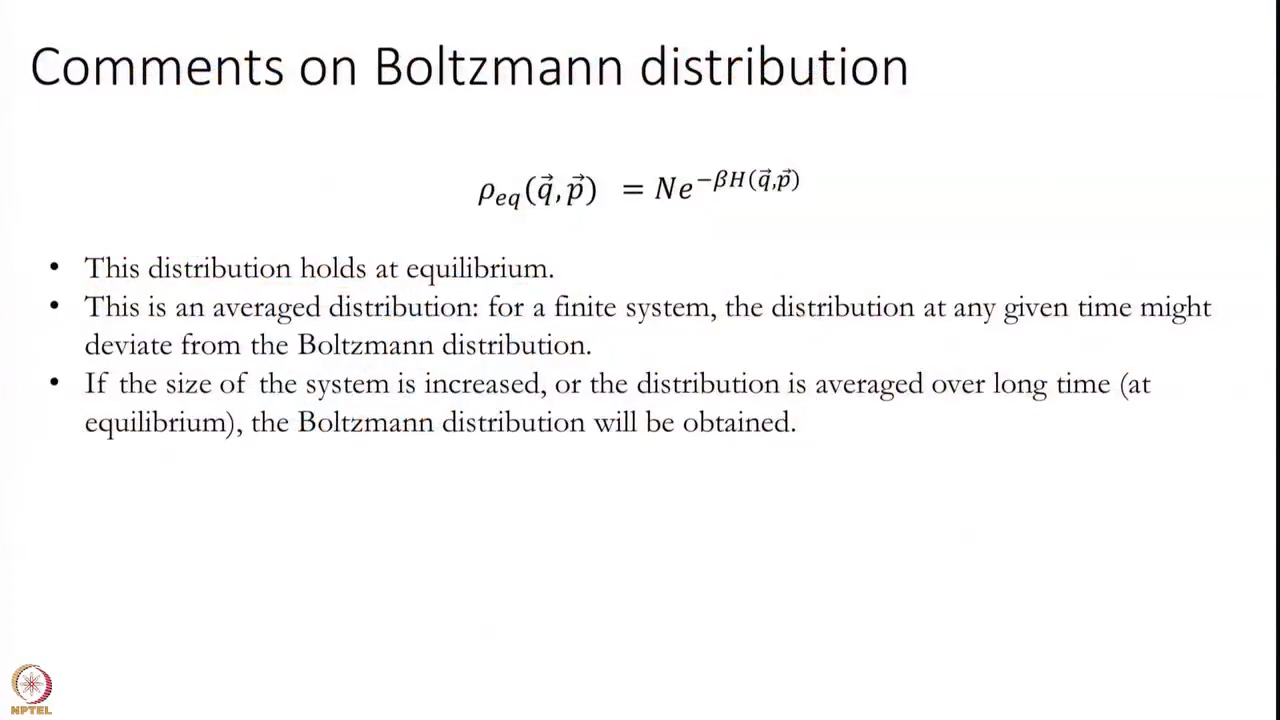 Comments on Boltzmann distribution
ρeq(q⃗,p⃗) = Ne^−βH(q⃗,p⃗)
• This distribution holds at equilibrium.
• This is an averaged distribution: for a finite system, the distribution at any given time might
deviate from the Boltzmann distribution.
• If the size of the system is increased, or the distribution is averaged over long time (at
equilibrium), the Boltzmann distribution will be obtained.
NPTEL